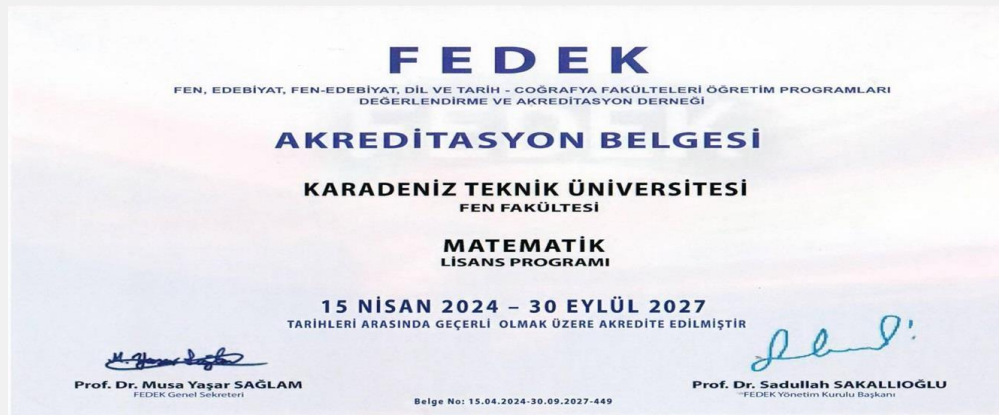 FEDEK
FEN, EDEBİYAT, FEN-EDEBİYAT, DİL VE TARİH - COĞRAFYA FAKÜLTELERİ ÖĞRETİM PROGRAMLARI
DEĞERLENDİRME VE AKREDİTASYON DERNEĞİ
AKREDİTASYON BELGESİ
KARADENİZ TEKNİK ÜNİVERSİTESİ
FEN FAKÜLTESİ
MATEMATİK
LİSANS PROGRAMI
15 NİSAN 2024 – 30 EYLÜL 2027
TARİHLERİ ARASINDA GEÇERLİ OLMAK ÜZERE AKREDİTE EDİLMİŞTİR
Prof. Dr. Musa Yaşar SAĞLAM
FEDEK Genel Sekreteri
Prof. Dr. Sadullah SAKALLIOĞLU
FEDEK Yönetim Kurulu Başkanı
Belge No: 15.04.2024-30.09.2027-449